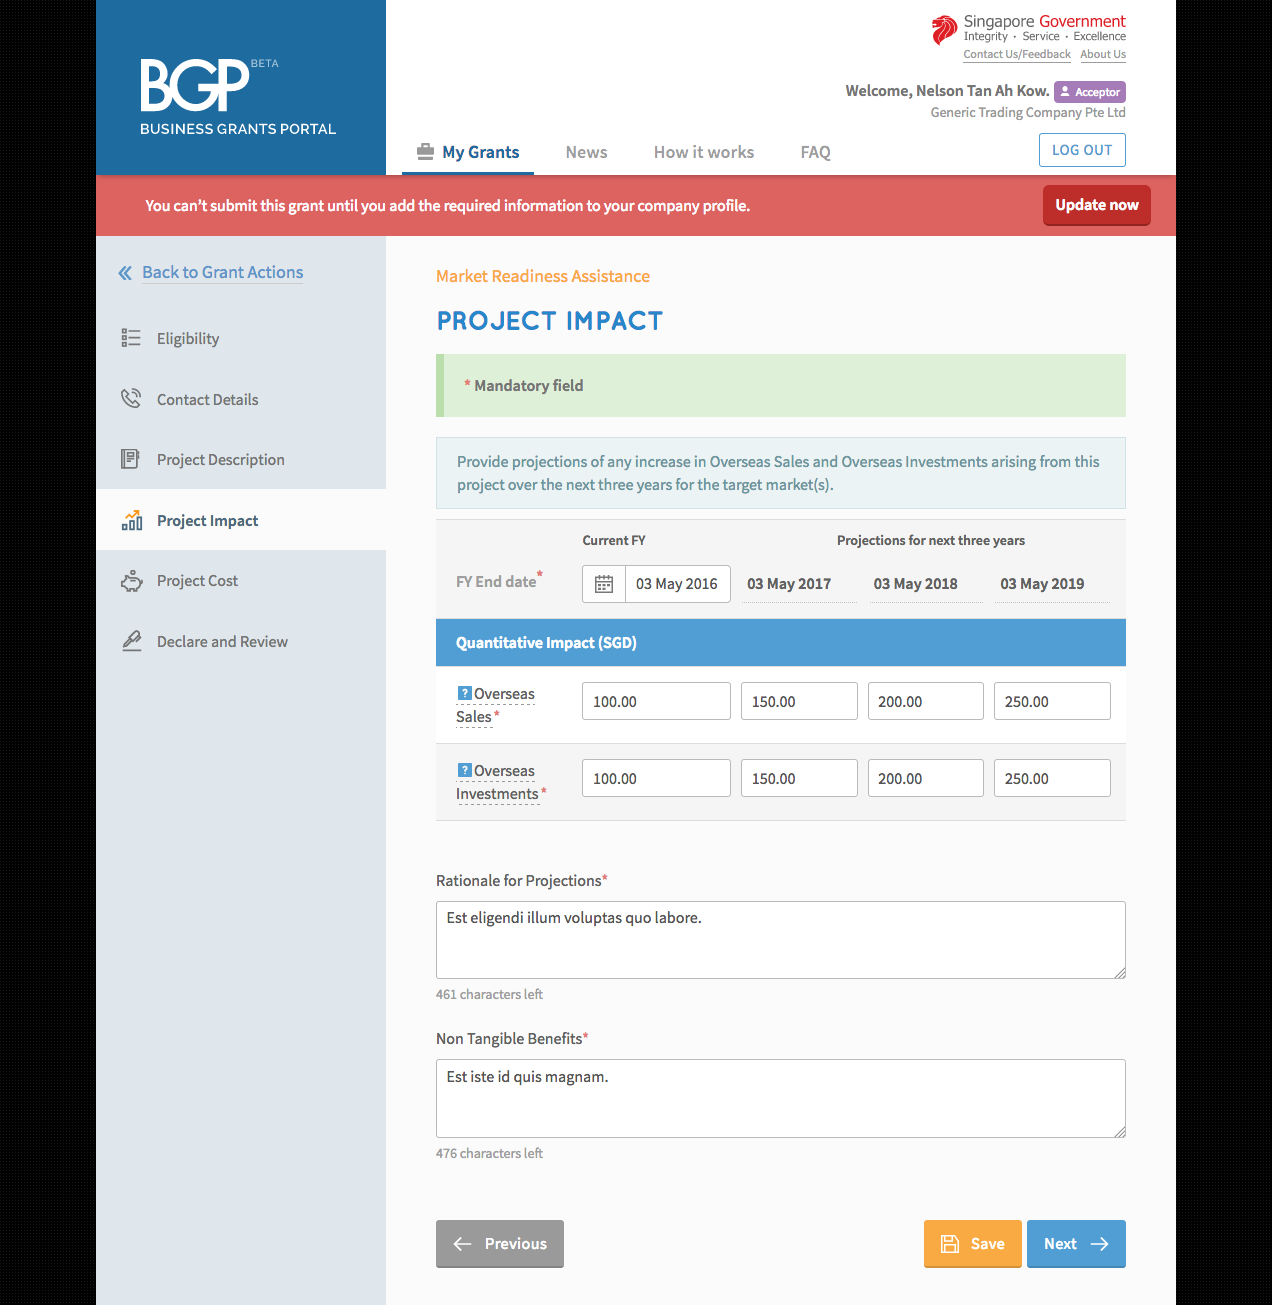 Singapore Government
Integrity · Service · Excellence
Contact Us/Feedback About Us
BGP BETA
BUSINESS GRANTS PORTAL
Welcome, Nelson Tan Ah Kow. Acceptor
Generic Trading Company Pte Ltd
My Grants News How it works FAQ LOG OUT
You can’t submit this grant until you add the required information to your company profile. Update now
Back to Grant Actions
Eligibility
Contact Details
Project Description
Project Impact
Project Cost
Declare and Review
Market Readiness Assistance
PROJECT IMPACT
* Mandatory field
Provide projections of any increase in Overseas Sales and Overseas Investments arising from this
project over the next three years for the target market(s).
Current FY Projections for next three years
FY End date* 03 May 2016 03 May 2017 03 May 2018 03 May 2019
Quantitative Impact (SGD)
? Overseas
Sales* 100.00 150.00 200.00 250.00
? Overseas
Investments* 100.00 150.00 200.00 250.00
Rationale for Projections*
Est eligendi illum voluptas quo labore.
461 characters left
Non Tangible Benefits*
Est iste id quis magnam.
476 characters left
Previous Save Next